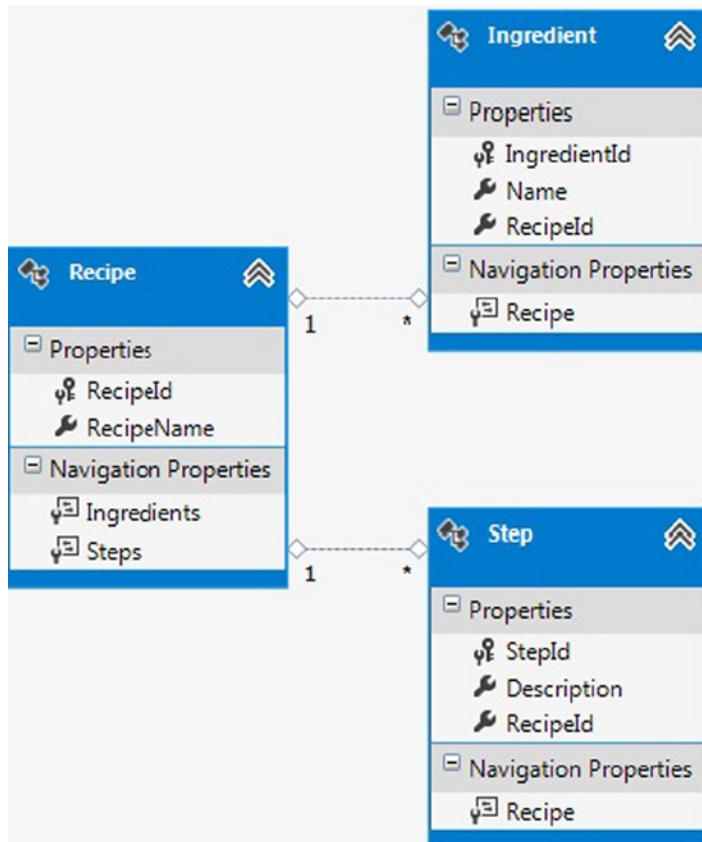 Recipe
Properties
RecipeId
RecipeName
Navigation Properties
Ingredients
Steps
1
*
1
*
Ingredient
Properties
IngredientId
Name
RecipeId
Navigation Properties
Recipe
Step
Properties
StepId
Description
RecipeId
Navigation Properties
Recipe